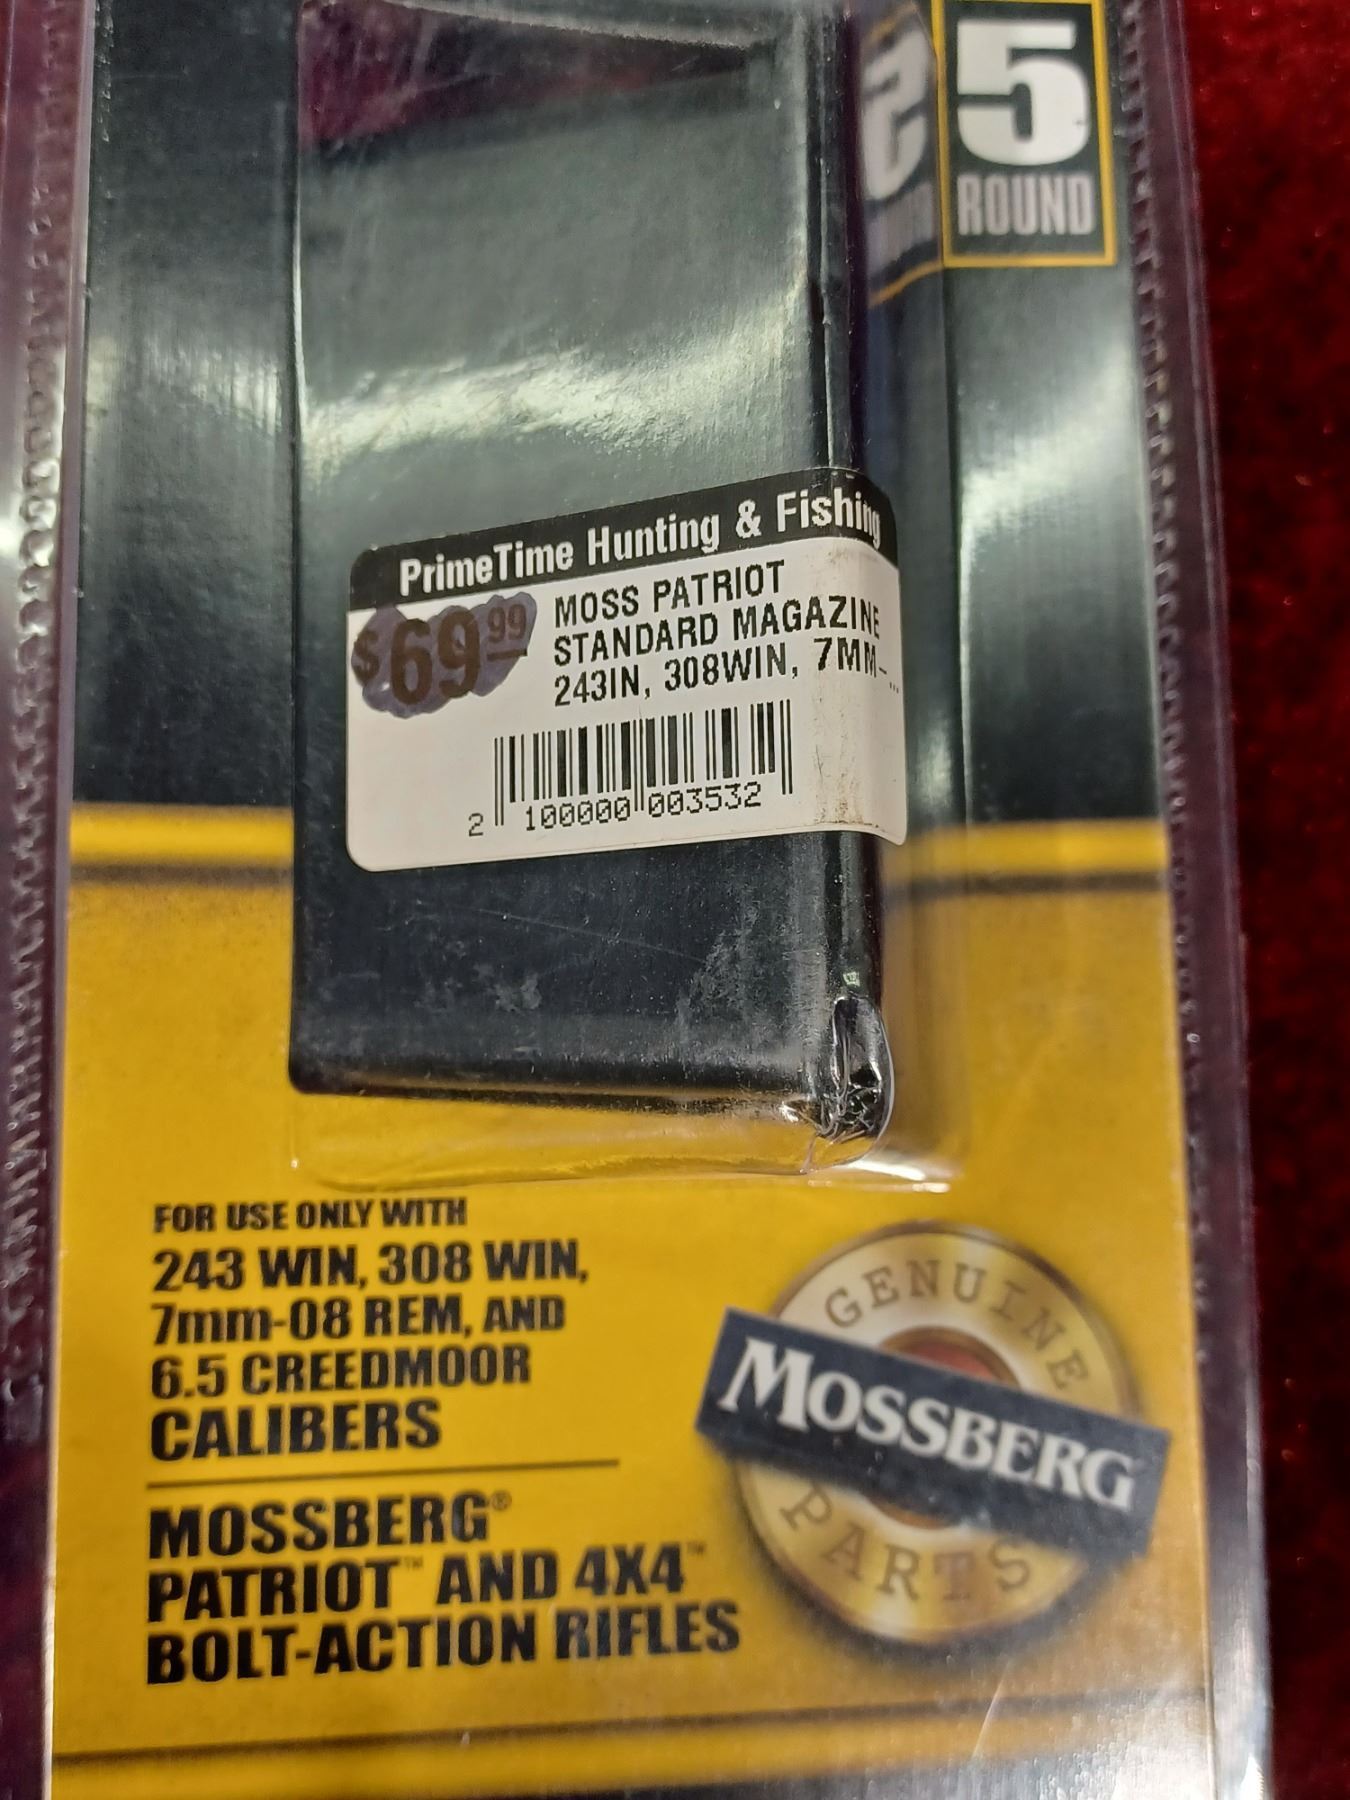 5
ROUND
PrimeTime Hunting & Fishing
$69.99
MOSS PATRIOT
STANDARD MAGAZINE
243IN, 308WIN, 7MM-...
2 100000 003532
FOR USE ONLY WITH
243 WIN, 308 WIN,
7mm-08 REM, AND
6.5 CREEDMOOR
CALIBERS
MOSSBERG®
PATRIOT™ AND 4X4™
BOLT-ACTION RIFLES
GENUINE
MOSSBERG
PARTS